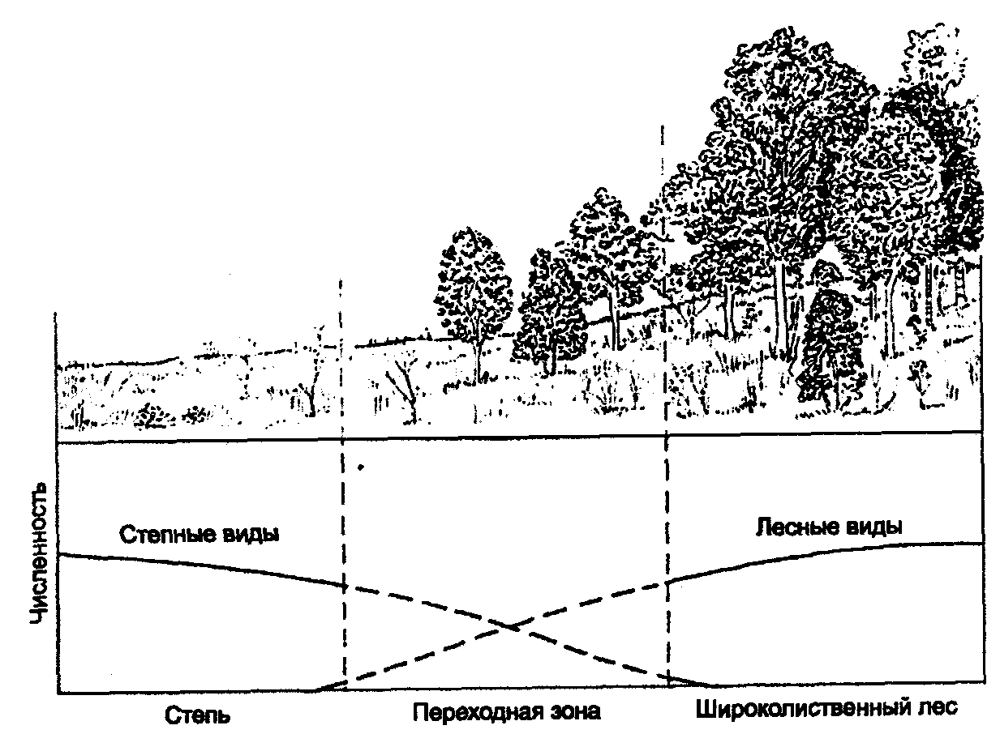 Численность
Степные виды
Лесные виды
Степь
Переходная зона
Широколиственный лес